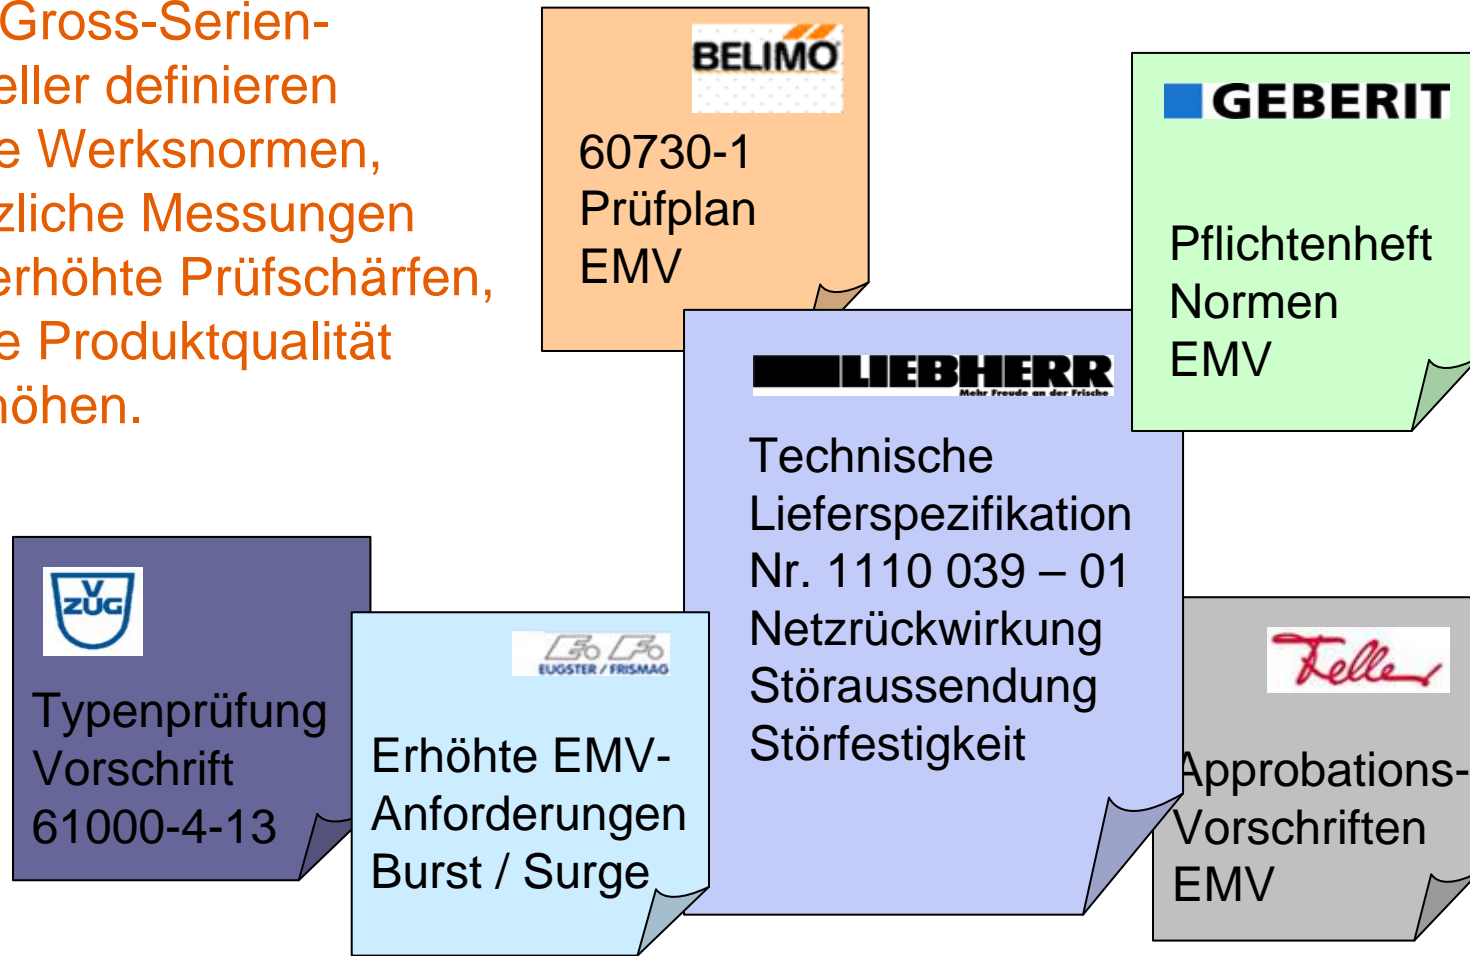 Gross-Serien-
eller definieren
e Werksnormen,
zliche Messungen
erhöhte Prüfschärfen,
e Produktqualität
höhen.
BELIMO
60730-1
Prüfplan
EMV
GEBERIT
Pflichtenheft
Normen
EMV
LIEBHERR
Mehr Freude an der Frische
Technische
Lieferspezifikation
Nr. 1110 039 – 01
Netzrückwirkung
Störaussendung
Störfestigkeit
V
ZUG
Typenprüfung
Vorschrift
61000-4-13
EUGSTER / FRISMAG
Erhöhte EMV-
Anforderungen
Burst / Surge
Feller
Approbations-
Vorschriften
EMV